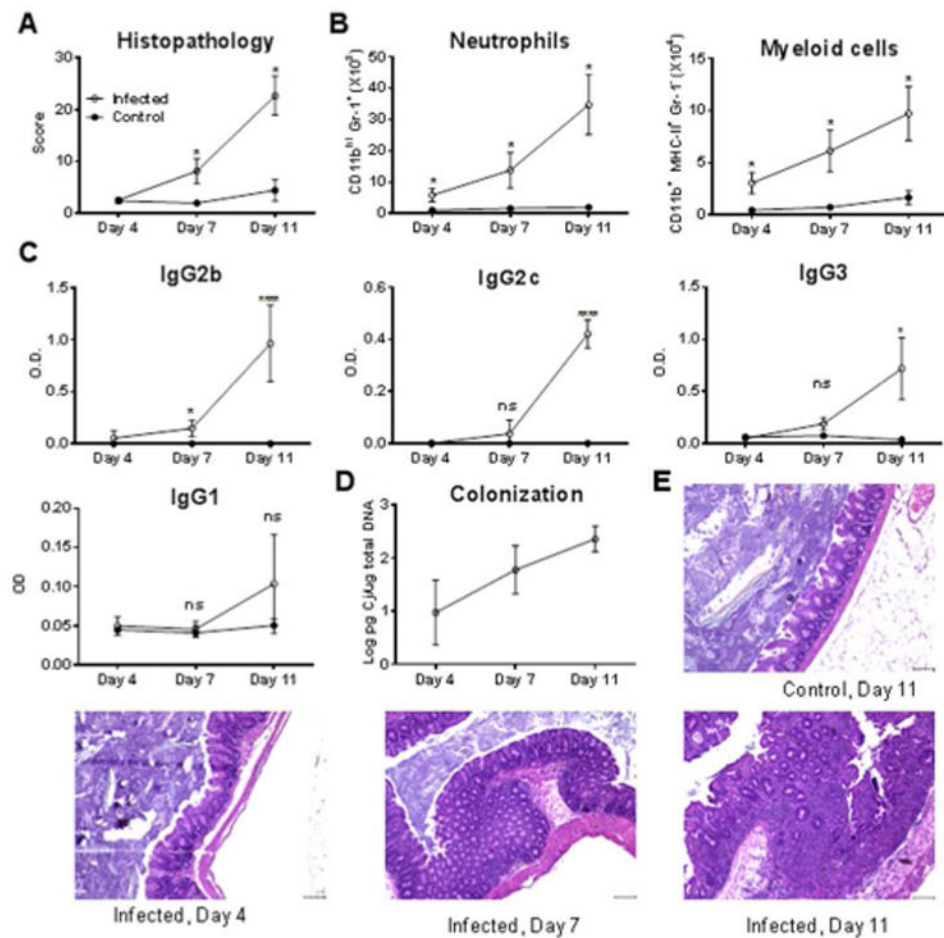 A
Histopathology
30
20
10
0
Score
Infected
Control
*
*
Day 4 Day 7 Day 11
B
Neutrophils
50
40
30
20
10
0
CD11b^hi Gr-1⁺ (X10³)
*
*
*
Day 4 Day 7 Day 11
Myeloid cells
15
10
5
0
CD11b⁺ MHC-II⁺ Gr-1⁻ (X10⁴)
*
*
*
Day 4 Day 7 Day 11
C
IgG2b
1.5
1.0
0.5
0.0
O.D.
*
****
Day 4 Day 7 Day 11
IgG2c
0.6
0.4
0.2
0.0
O.D.
ns
****
Day 4 Day 7 Day 11
IgG3
1.5
1.0
0.5
0.0
O.D.
ns
*
Day 4 Day 7 Day 11
IgG1
0.20
0.15
0.10
0.05
0.00
OD
ns
ns
Day 4 Day 7 Day 11
D
Colonization
3
2
1
0
Log pg Cj/ug total DNA
Day 4 Day 7 Day 11
E
Control, Day 11
Infected, Day 4
Infected, Day 7
Infected, Day 11